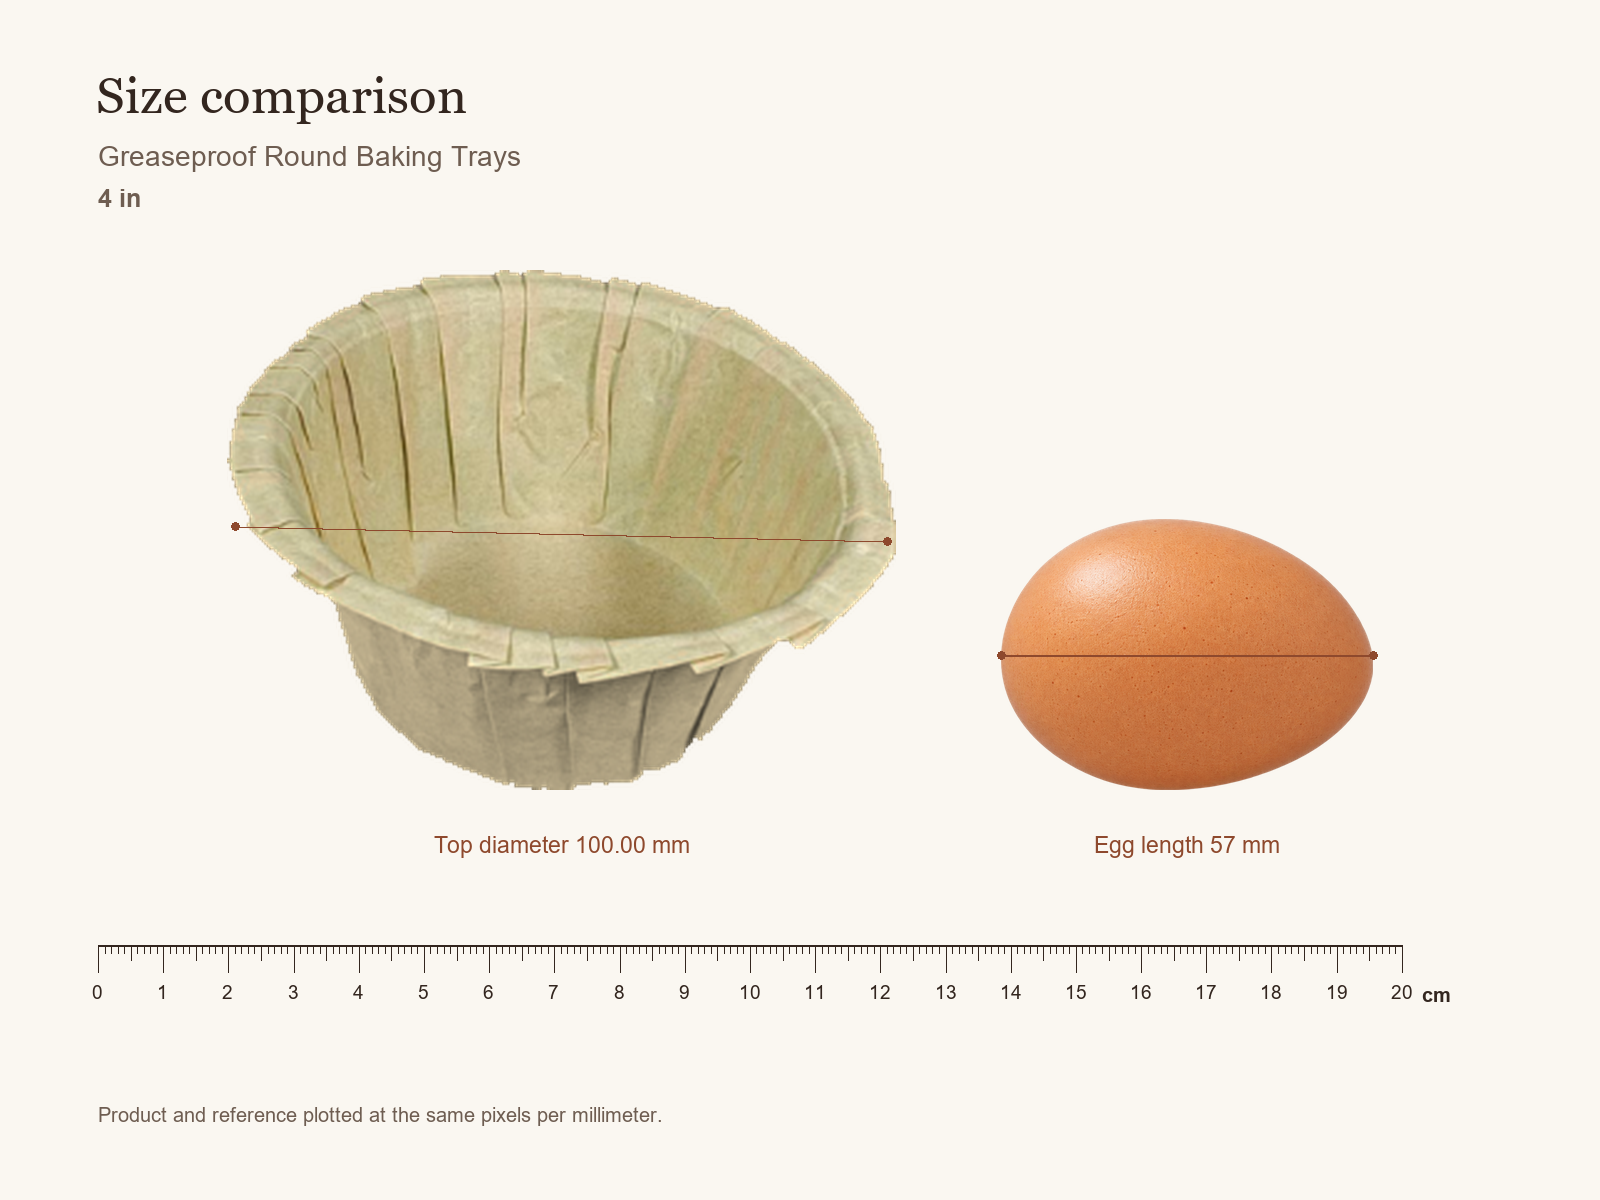 Size comparison
Greaseproof Round Baking Trays
4 in
Top diameter 100.00 mm
Egg length 57 mm
0 1 2 3 4 5 6 7 8 9 10 11 12 13 14 15 16 17 18 19 20 cm
Product and reference plotted at the same pixels per millimeter.